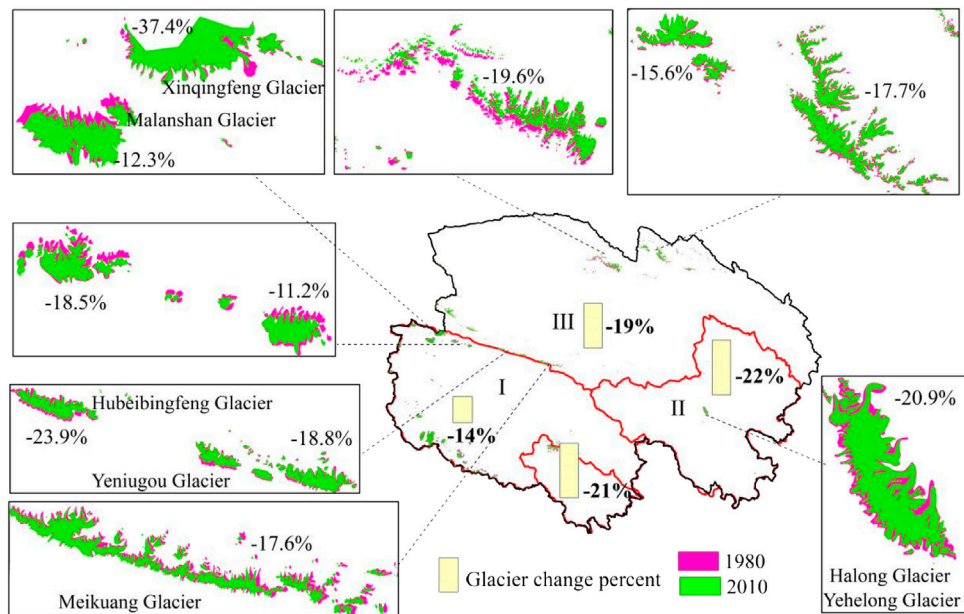 -37.4%
Xinqingfeng Glacier
Malanshan Glacier
-12.3%
-19.6%
-15.6%
-17.7%
-18.5%
-11.2%
Hubeibingfeng Glacier
-23.9%
-18.8%
Yeniugou Glacier
-17.6%
Meikuang Glacier
III
-19%
-22%
I
II
-14%
-21%
-20.9%
Halong Glacier
Yehelong Glacier
Glacier change percent
1980
2010